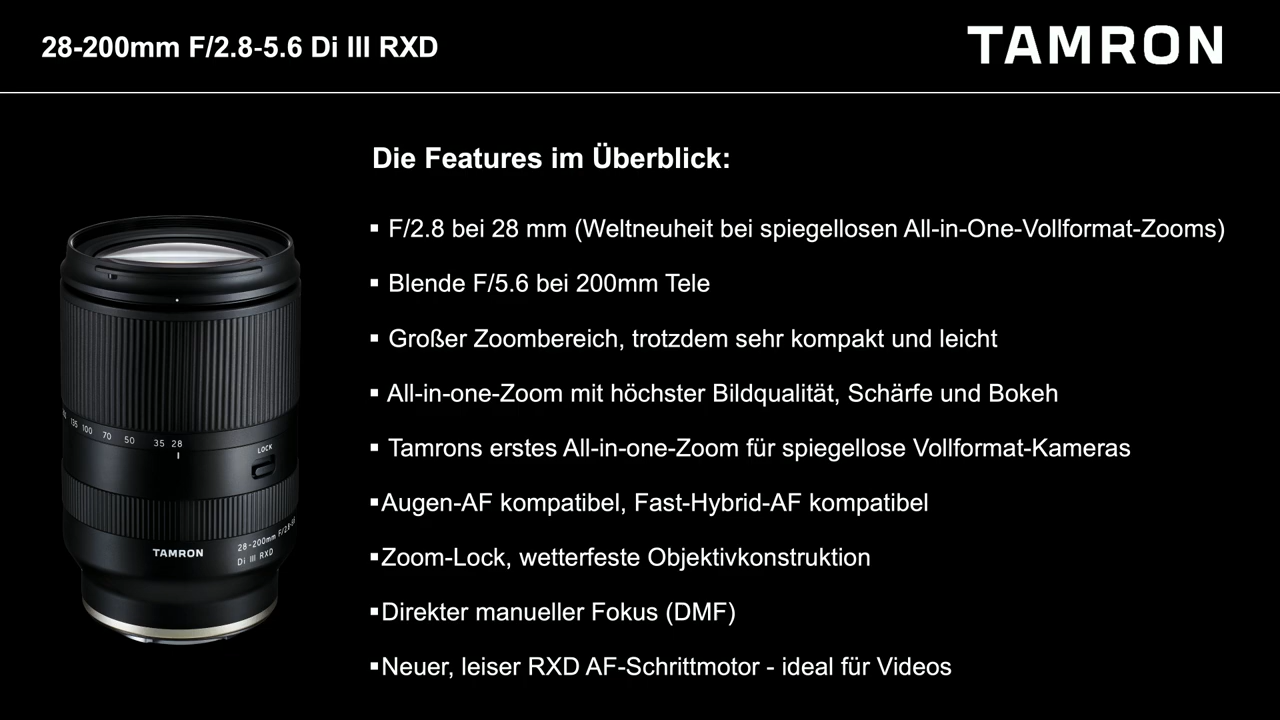 28-200mm F/2.8-5.6 Di III RXD
TAMRON
Die Features im Überblick:
▪ F/2.8 bei 28 mm (Weltneuheit bei spiegellosen All-in-One-Vollformat-Zooms)
▪ Blende F/5.6 bei 200mm Tele
▪ Großer Zoombereich, trotzdem sehr kompakt und leicht
▪ All-in-one-Zoom mit höchster Bildqualität, Schärfe und Bokeh
▪ Tamrons erstes All-in-one-Zoom für spiegellose Vollformat-Kameras
▪Augen-AF kompatibel, Fast-Hybrid-AF kompatibel
▪Zoom-Lock, wetterfeste Objektivkonstruktion
▪Direkter manueller Fokus (DMF)
▪Neuer, leiser RXD AF-Schrittmotor - ideal für Videos
135 100 70 50 35 28
LOCK
TAMRON
28-200mm F/2.8-5.6
Di III RXD